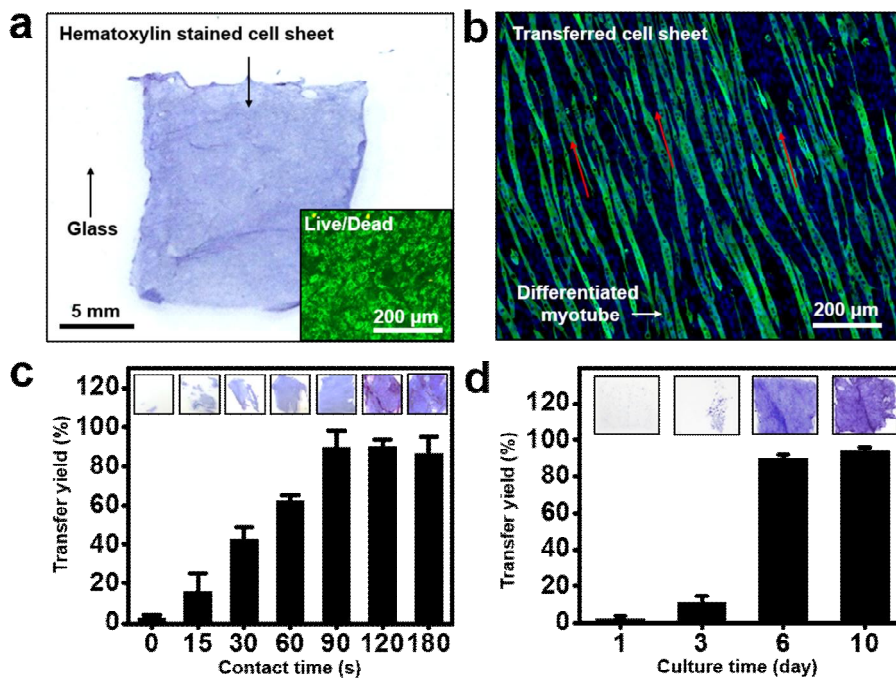 a
Hematoxylin stained cell sheet
Glass
5 mm
Live/Dead
200 µm
b
Transferred cell sheet
Differentiated
myotube
200 µm
c
Transfer yield (%)
120
100
80
60
40
20
0
0 15 30 60 90 120 180
Contact time (s)
d
Transfer yield (%)
120
100
80
60
40
20
0
1 3 6 10
Culture time (day)